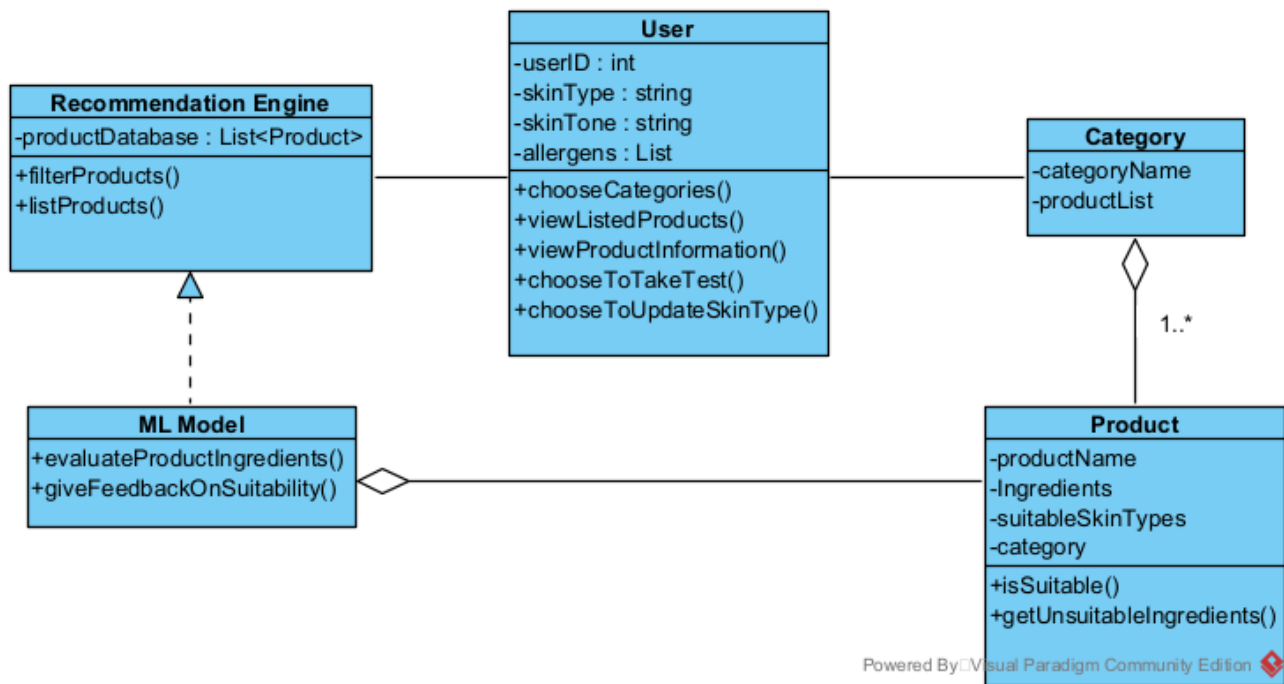 User
-userID : int
-skinType : string
-skinTone : string
-allergens : List
+chooseCategories()
+viewListedProducts()
+viewProductInformation()
+chooseToTakeTest()
+chooseToUpdateSkinType()
Recommendation Engine
-productDatabase : List<Product>
+filterProducts()
+listProducts()
Category
-categoryName
-productList
1..*
ML Model
+evaluateProductIngredients()
+giveFeedbackOnSuitability()
Product
-productName
-Ingredients
-suitableSkinTypes
-category
+isSuitable()
+getUnsuitableIngredients()
Powered By Visual Paradigm Community Edition